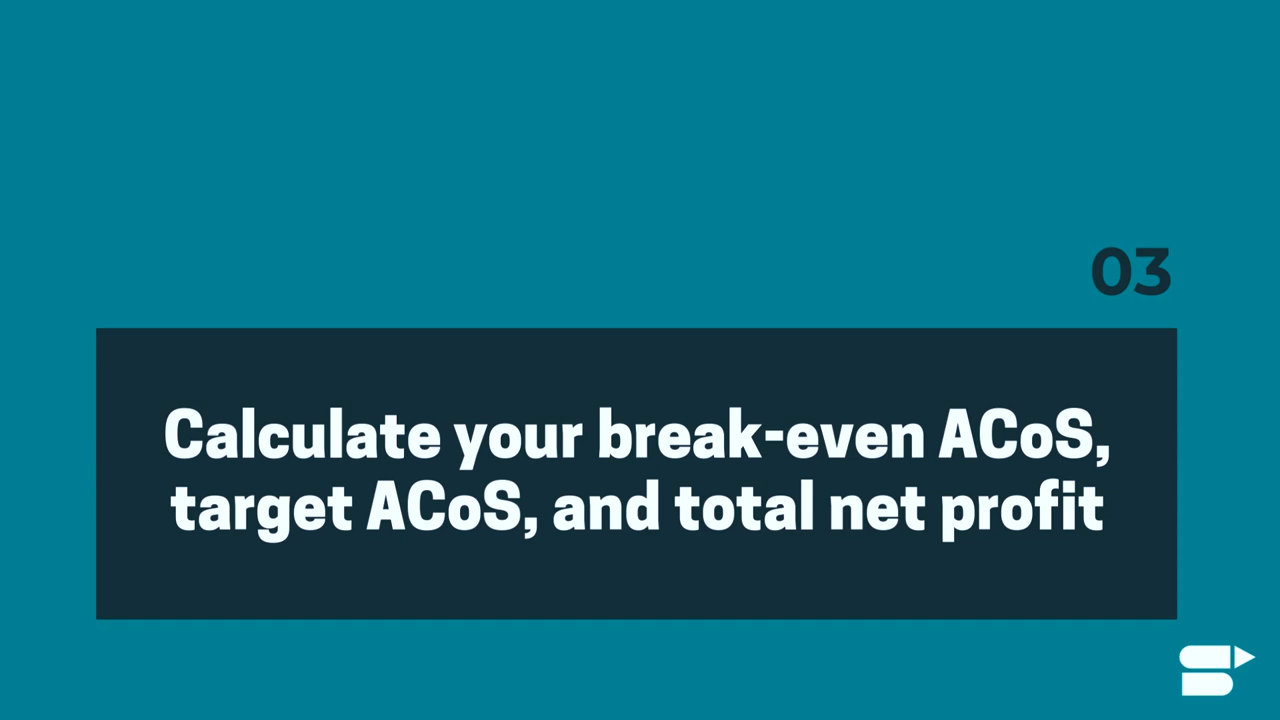 03
Calculate your break-even ACoS,
target ACoS, and total net profit